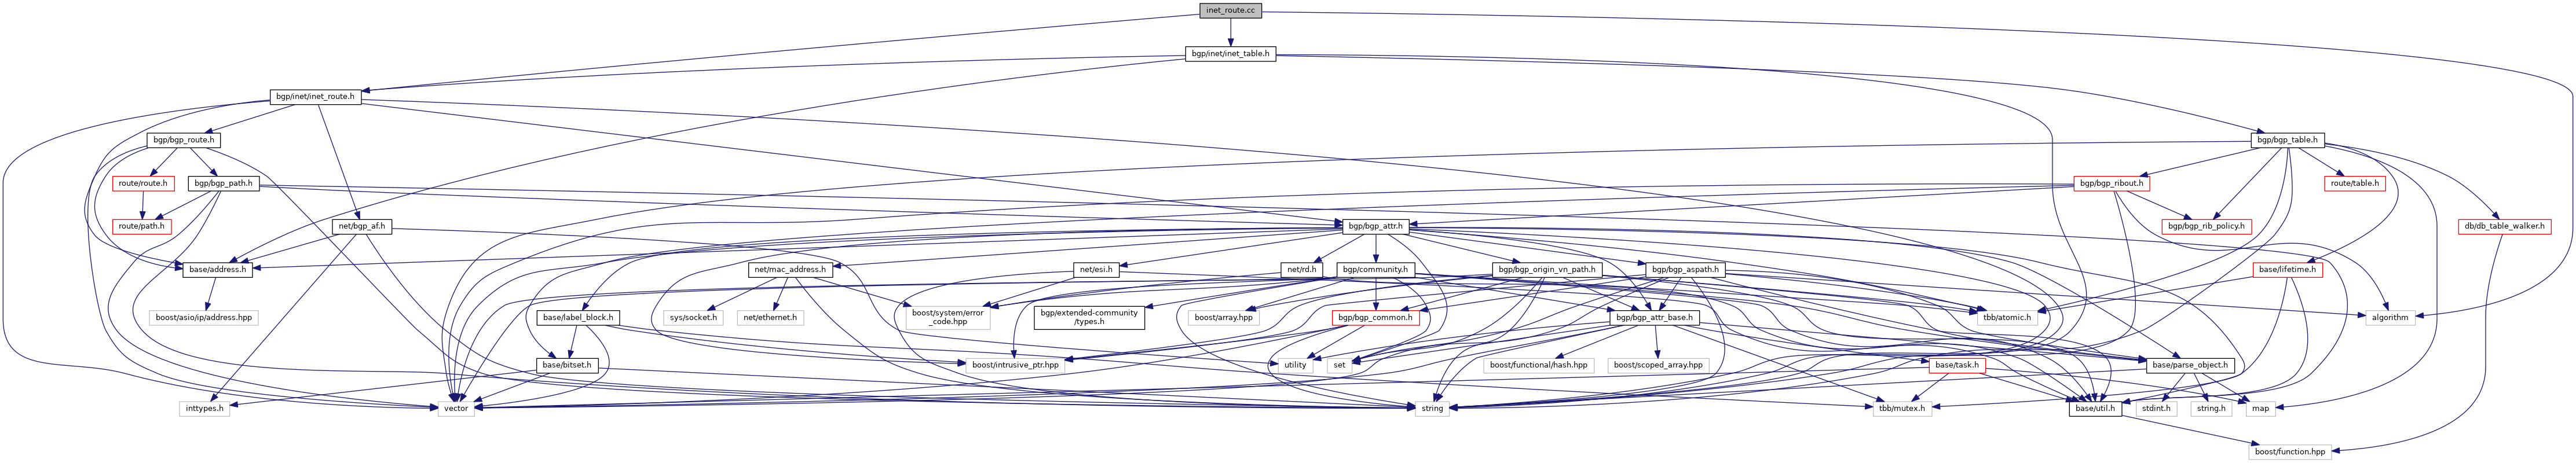 inet_route.cc
bgp/inet/inet_table.h
bgp/inet/inet_route.h
bgp/bgp_route.h
bgp/bgp_table.h
route/route.h
bgp/bgp_path.h
bgp/bgp_ribout.h
route/table.h
route/path.h
net/bgp_af.h
bgp/bgp_attr.h
bgp/bgp_rib_policy.h
db/db_table_walker.h
base/address.h
net/mac_address.h
net/esi.h
net/rd.h
bgp/community.h
bgp/bgp_origin_vn_path.h
bgp/bgp_aspath.h
base/lifetime.h
boost/asio/ip/address.hpp
base/label_block.h
sys/socket.h
net/ethernet.h
boost/system/error
_code.hpp
bgp/extended-community
/types.h
boost/array.hpp
bgp/bgp_common.h
bgp/bgp_attr_base.h
tbb/atomic.h
algorithm
base/bitset.h
boost/intrusive_ptr.hpp
utility
set
boost/functional/hash.hpp
boost/scoped_array.hpp
base/task.h
base/parse_object.h
inttypes.h
vector
string
tbb/mutex.h
base/util.h
stdint.h
string.h
map
boost/function.hpp